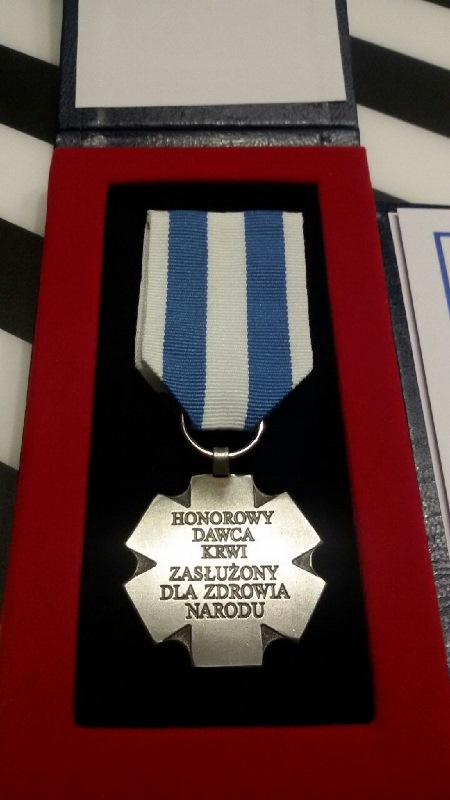 HONOROWY
DAWCA
KRWI
ZASŁUŻONY
DLA ZDROWIA
NARODU